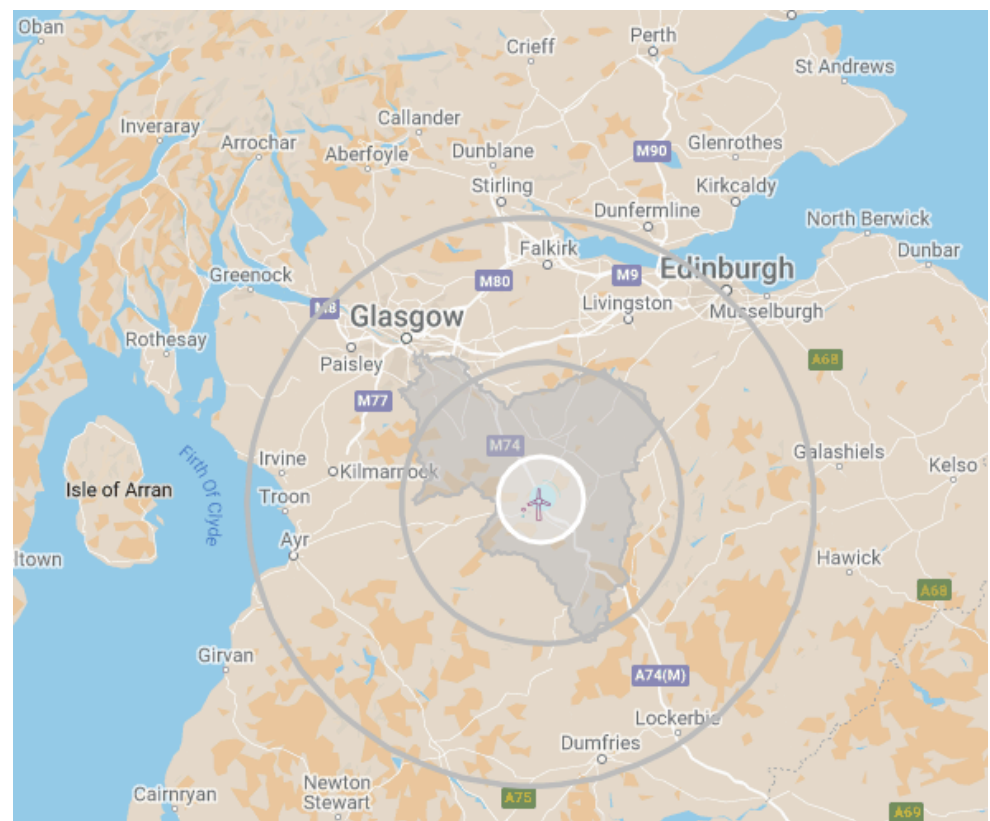 Oban
Perth
Crieff
St Andrews
Callander
Inveraray
Arrochar
Glenrothes
M90
Dunblane
Aberfoyle
Stirling
Kirkcaldy
Dunfermline
North Berwick
Falkirk
Dunbar
Edinburgh
Greenock
M9
M80
Livingston
M8
Musselburgh
Glasgow
Rothesay
A68
Paisley
M77
M74
Galashiels
Irvine
Kelso
Kilmarnock
Isle of Arran
Firth Of Clyde
Troon
Ayr
ltown
Hawick
A68
Girvan
A74(M)
Lockerbie
Dumfries
Newton
Stewart
Cairnryan
A75
A69